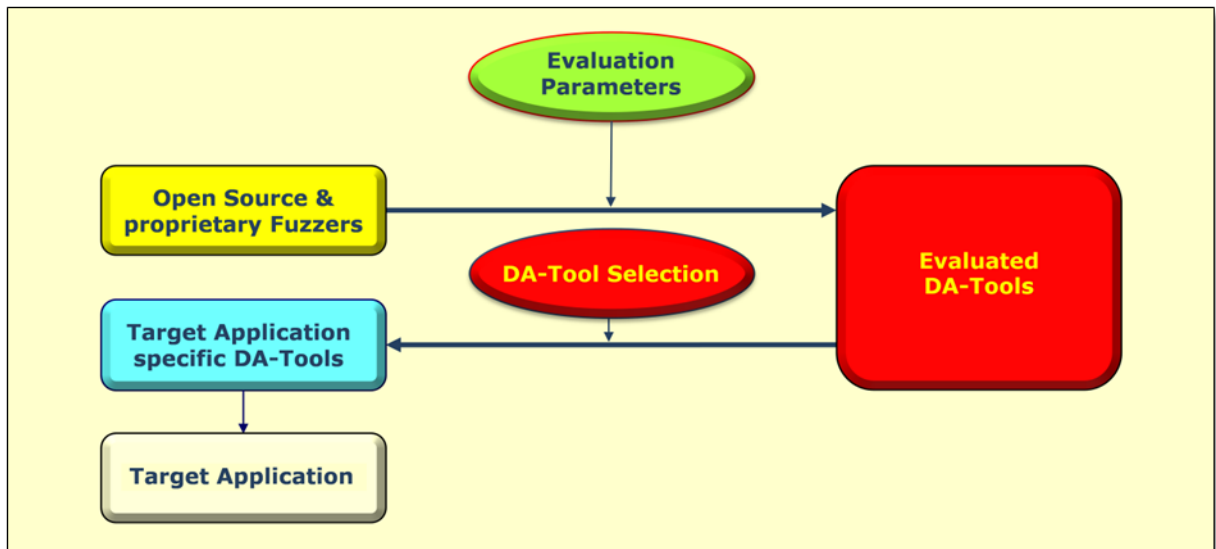 Evaluation
Parameters
Open Source &
proprietary Fuzzers
DA-Tool Selection
Evaluated
DA-Tools
Target Application
specific DA-Tools
Target Application